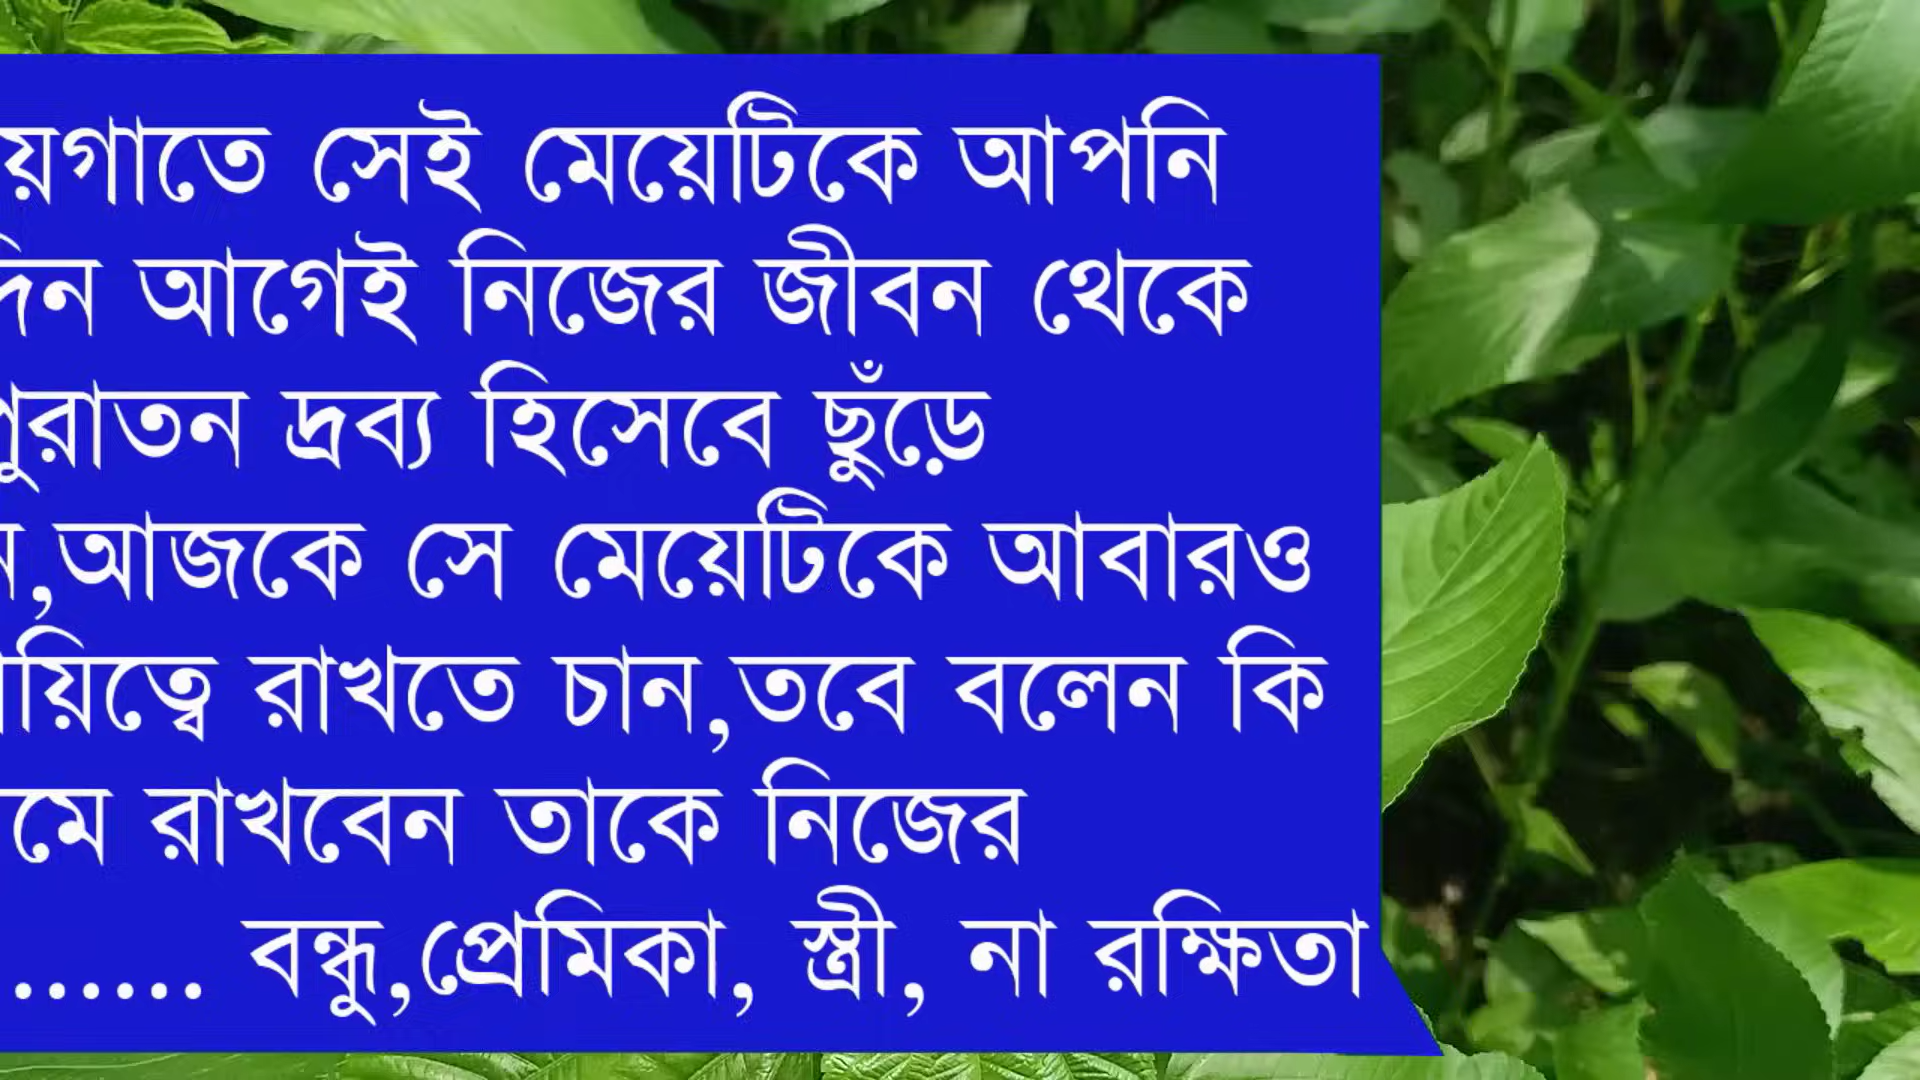 সেই মেয়েটিকে আপনি
আগেই নিজের জীবন থেকে
পুরাতন দ্রব্য হিসেবে ছুঁড়ে
,আজকে সে মেয়েটিকে আবারও
রাখতে চান,তবে বলেন কি
রাখবেন তাকে নিজের
...... বন্ধু,প্রেমিকা, স্ত্রী, না রক্ষিতা